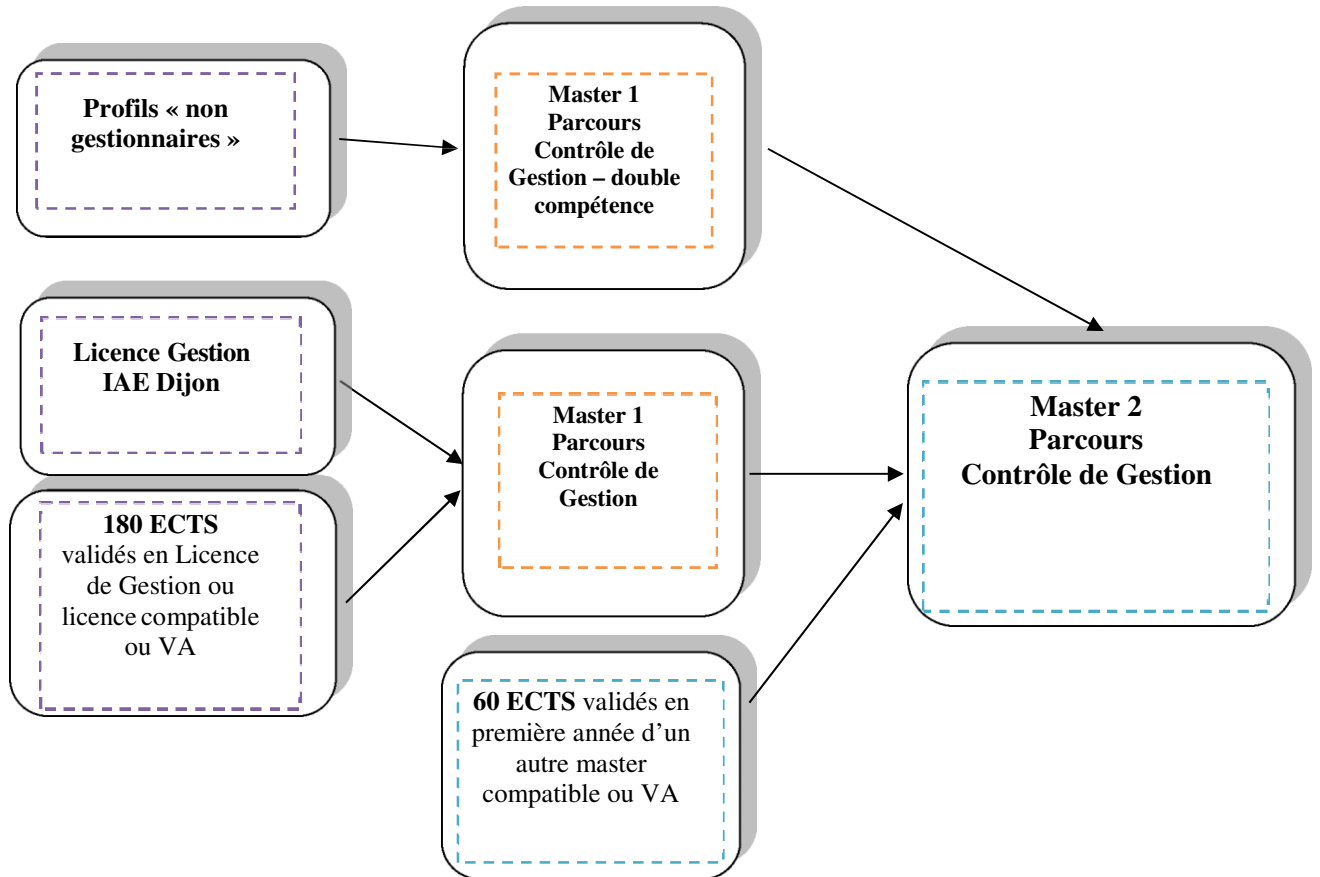 Profils « non
gestionnaires »
Master 1
Parcours
Contrôle de
Gestion – double
compétence
Licence Gestion
IAE Dijon
Master 1
Parcours
Contrôle de
Gestion
Master 2
Parcours
Contrôle de Gestion
180 ECTS
validés en Licence
de Gestion ou
licence compatible
ou VA
60 ECTS validés en
première année d’un
autre master
compatible ou VA